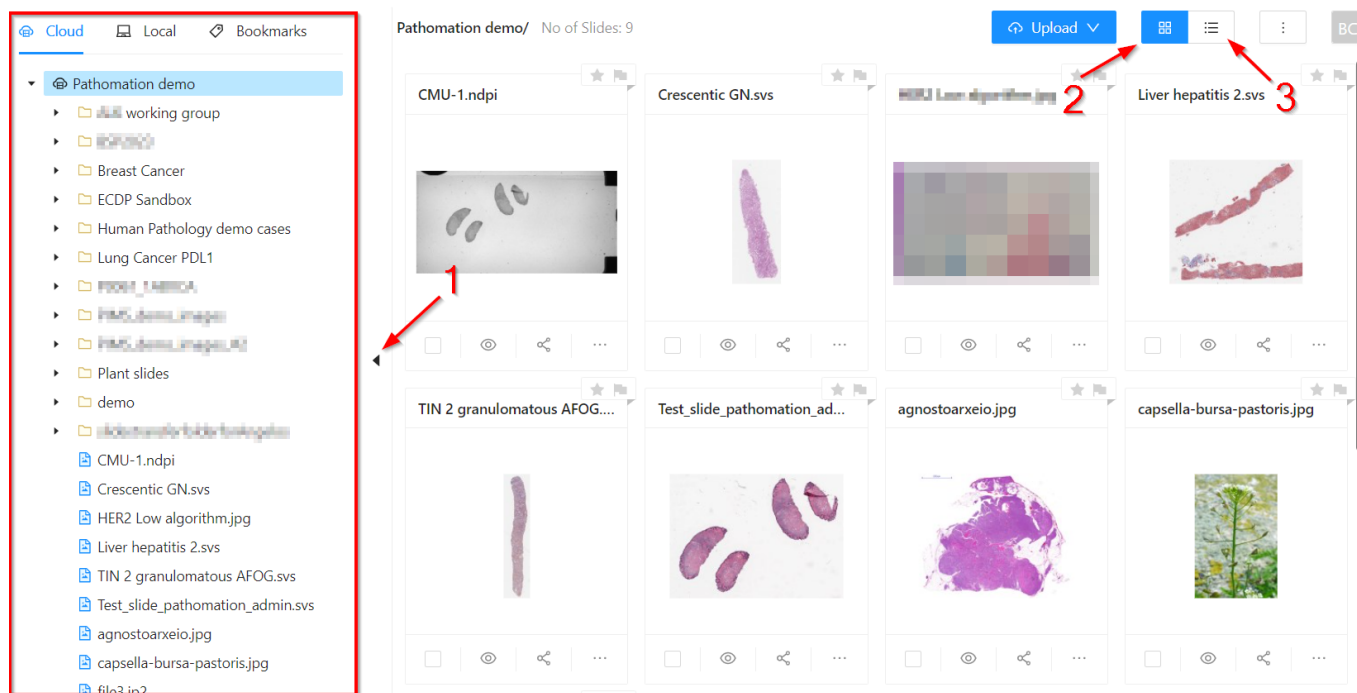 Cloud Local Bookmarks
Pathomation demo
working group
Breast Cancer
ECDP Sandbox
Human Pathology demo cases
Lung Cancer PDL1
Plant slides
demo
CMU-1.ndpi
Crescentic GN.svs
HER2 Low algorithm.jpg
Liver hepatitis 2.svs
TIN 2 granulomatous AFOG.svs
Test_slide_pathomation_admin.svs
agnostoarxeio.jpg
capsella-bursa-pastoris.jpg
file3.jp2
Pathomation demo/ No of Slides: 9
Upload
BC
CMU-1.ndpi
Crescentic GN.svs
Liver hepatitis 2.svs
1
2
3
TIN 2 granulomatous AFOG....
Test_slide_pathomation_ad...
agnostoarxeio.jpg
capsella-bursa-pastoris.jpg